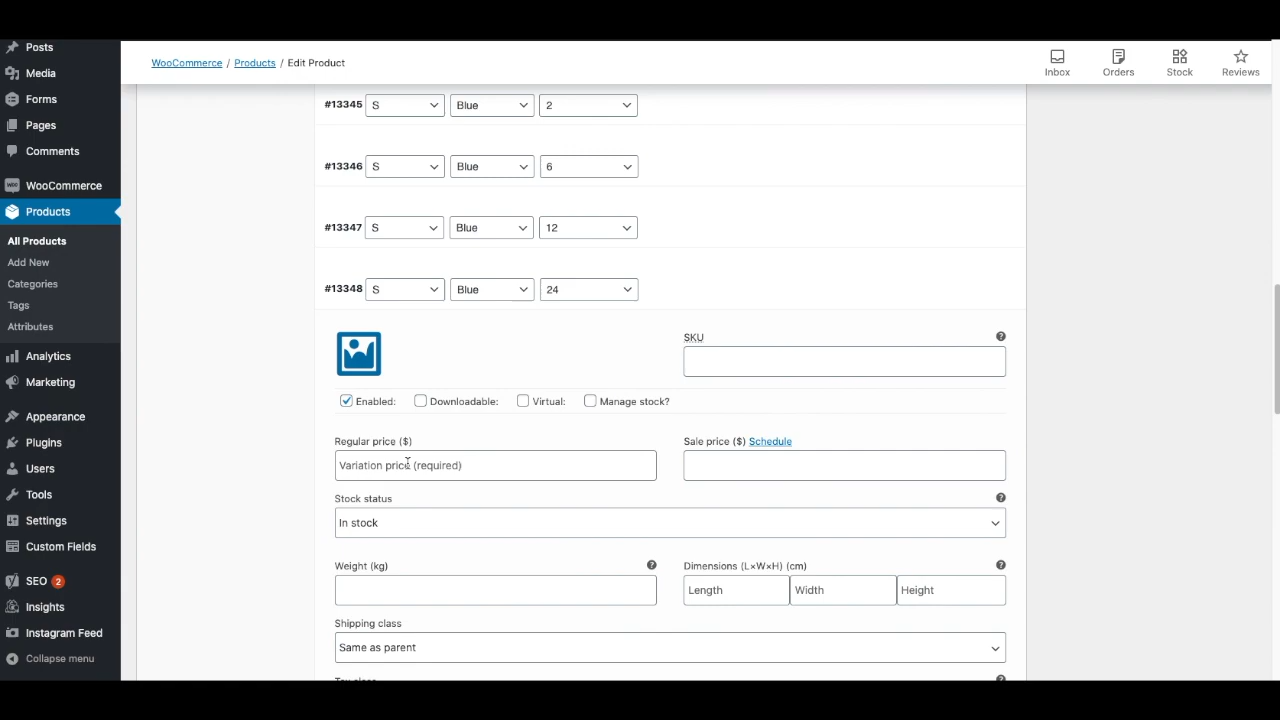 Posts
Media
Forms
Pages
Comments
WooCommerce
Products
All Products
Add New
Categories
Tags
Attributes
Analytics
Marketing
Appearance
Plugins
Users
Tools
Settings
Custom Fields
SEO 2
Insights
Instagram Feed
Collapse menu
WooCommerce / Products / Edit Product
Inbox Orders Stock Reviews
#13345 S Blue 2
#13346 S Blue 6
#13347 S Blue 12
#13348 S Blue 24
SKU
Enabled: Downloadable: Virtual: Manage stock?
Regular price ($) Sale price ($) Schedule
Variation price (required)
Stock status
In stock
Weight (kg) Dimensions (L×W×H) (cm)
Length Width Height
Shipping class
Same as parent